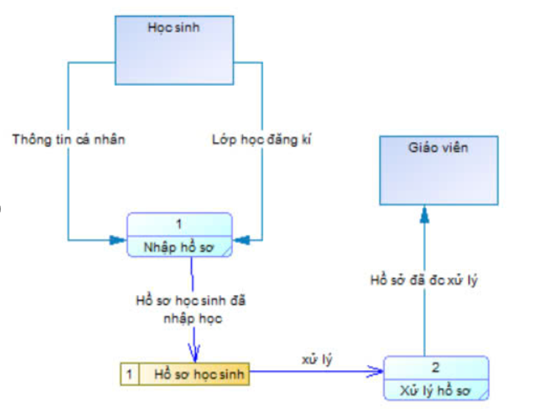 Học sinh
Thông tin cá nhân
Lớp học đăng kí
Giáo viên
1
Nhập hồ sơ
Hồ sơ học sinh đã
nhập học
Hồ sở đã đc xử lý
1 Hồ sơ học sinh
xử lý
2
Xử lý hồ sơ